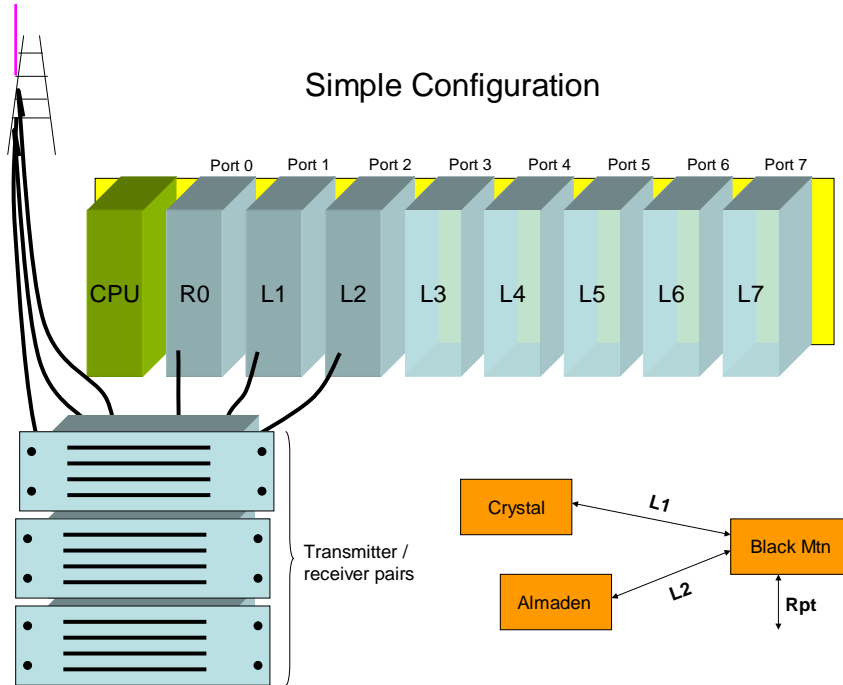 Simple Configuration
Port 0 Port 1 Port 2 Port 3 Port 4 Port 5 Port 6 Port 7
CPU R0 L1 L2 L3 L4 L5 L6 L7
Transmitter /
receiver pairs
Crystal
L1
Black Mtn
Almaden
L2
Rpt